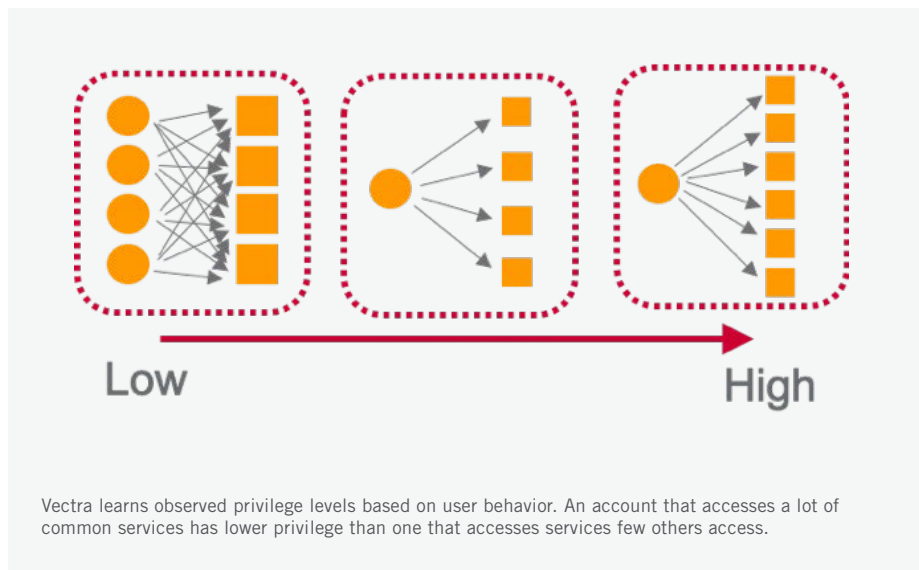 Low
High
Vectra learns observed privilege levels based on user behavior. An account that accesses a lot of
common services has lower privilege than one that accesses services few others access.